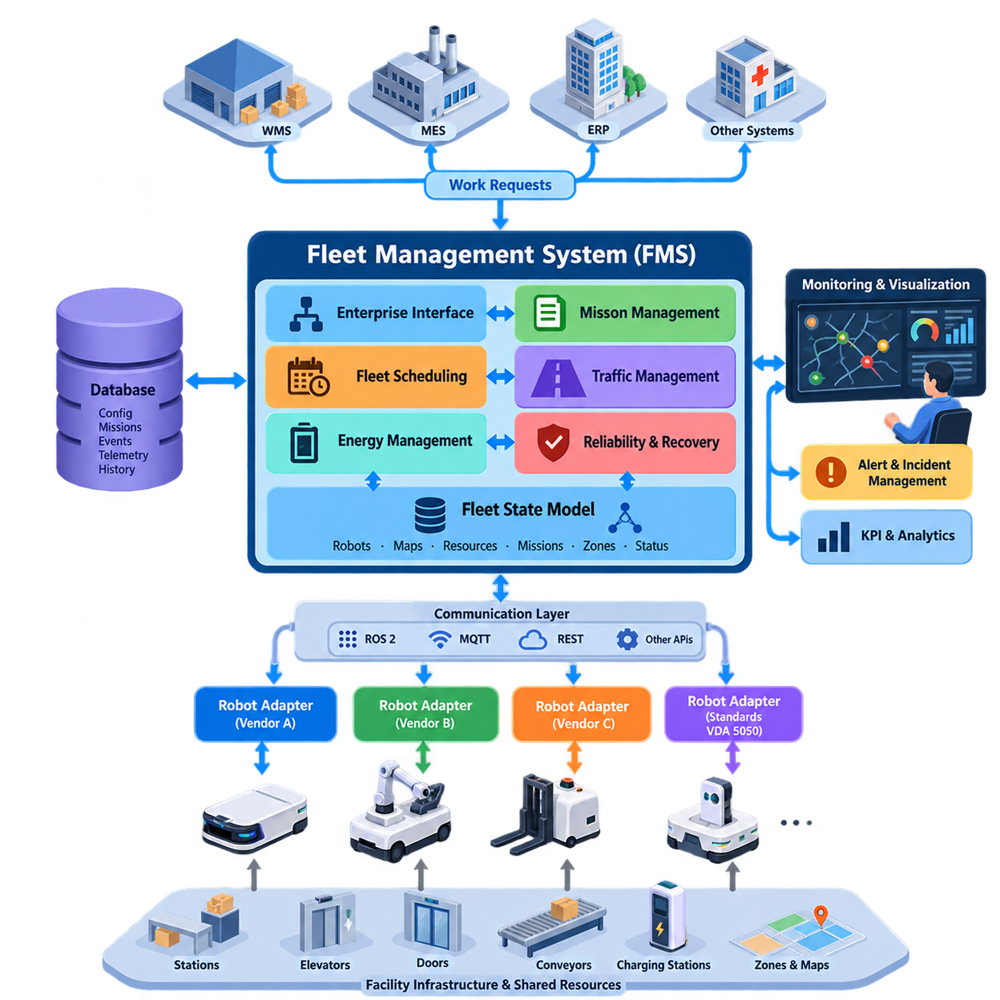 WMS
MES
ERP
Other Systems
Work Requests
Fleet Management System (FMS)
Enterprise Interface
Misson Management
Fleet Scheduling
Traffic Management
Energy Management
Reliability & Recovery
Fleet State Model
Robots · Maps · Resources · Missions · Zones · Status
Database
Config
Missions
Events
Telemetry
History
Monitoring & Visualization
Alert & Incident
Management
KPI & Analytics
Communication Layer
ROS 2
MQTT
REST
Other APIs
Robot Adapter
(Vendor A)
Robot Adapter
(Vendor B)
Robot Adapter
(Vendor C)
Robot Adapter
(Standards
VDA 5050)
...
Stations
Elevators
Doors
Conveyors
Charging Stations
Zones & Maps
Facility Infrastructure & Shared Resources